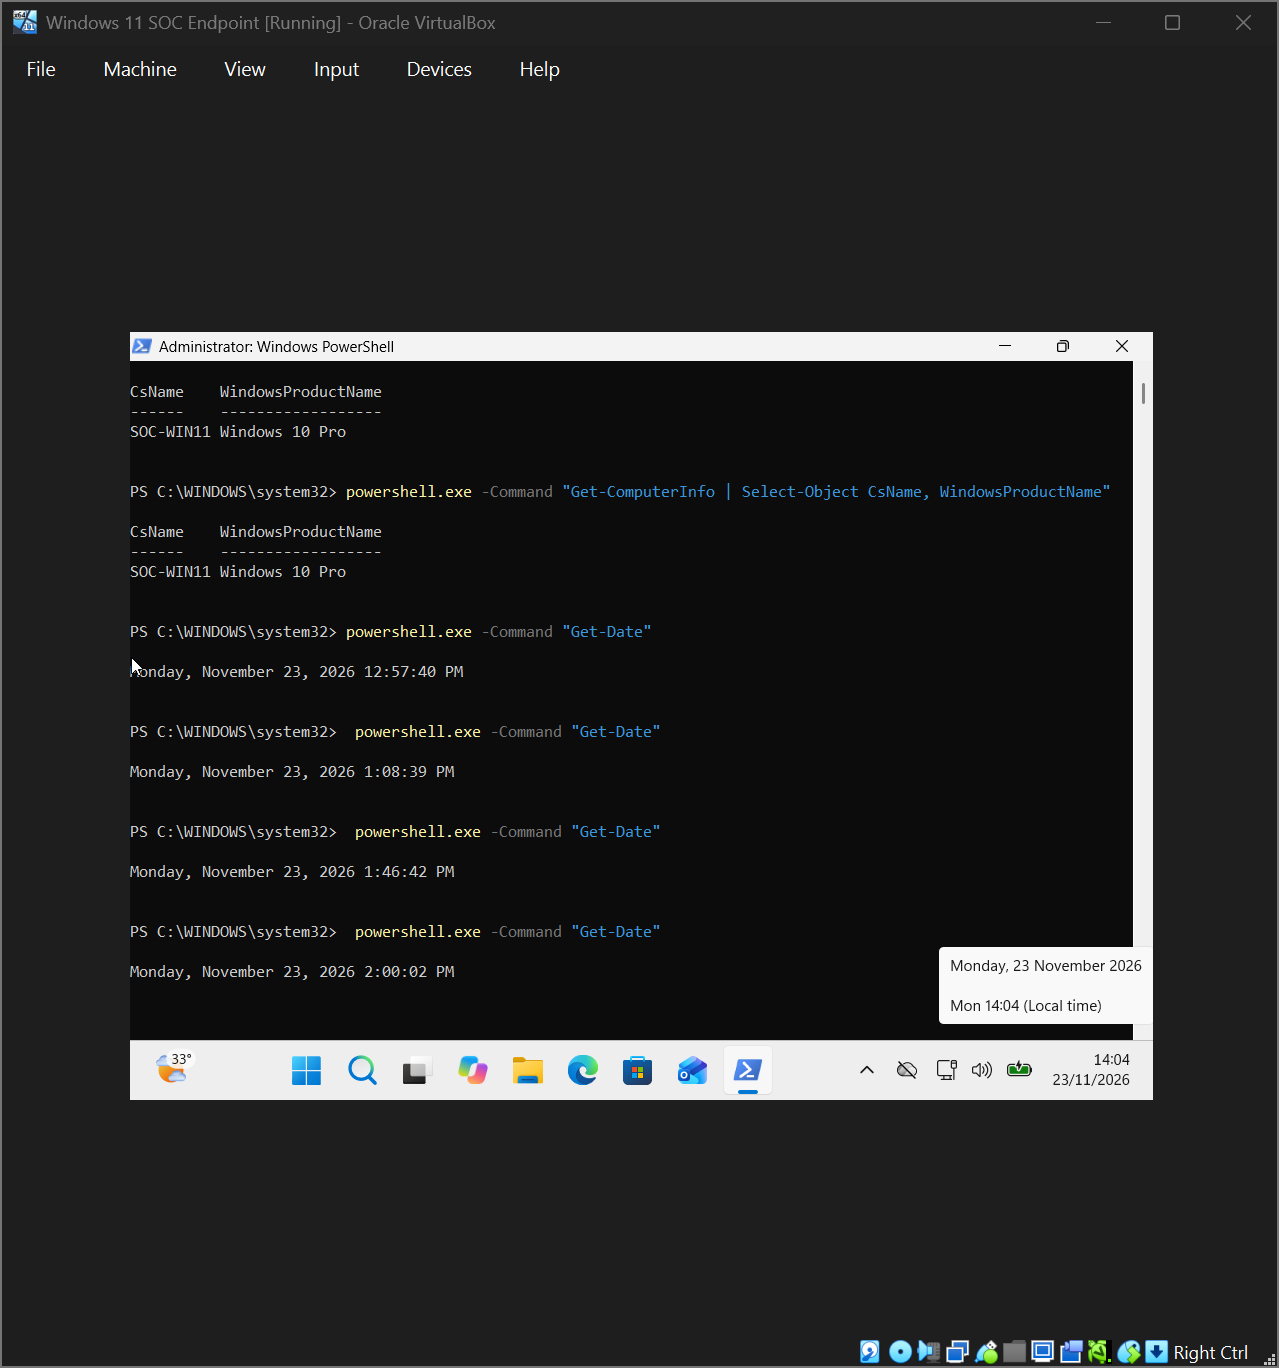 Windows 11 SOC Endpoint [Running] - Oracle VirtualBox
File Machine View Input Devices Help
Administrator: Windows PowerShell
CsName WindowsProductName
------ ------------------
SOC-WIN11 Windows 10 Pro
PS C:\WINDOWS\system32> powershell.exe -Command "Get-ComputerInfo | Select-Object CsName, WindowsProductName"
CsName WindowsProductName
------ ------------------
SOC-WIN11 Windows 10 Pro
PS C:\WINDOWS\system32> powershell.exe -Command "Get-Date"
Monday, November 23, 2026 12:57:40 PM
PS C:\WINDOWS\system32>  powershell.exe -Command "Get-Date"
Monday, November 23, 2026 1:08:39 PM
PS C:\WINDOWS\system32>  powershell.exe -Command "Get-Date"
Monday, November 23, 2026 1:46:42 PM
PS C:\WINDOWS\system32>  powershell.exe -Command "Get-Date"
Monday, November 23, 2026 2:00:02 PM
Monday, 23 November 2026
Mon 14:04 (Local time)
33°
14:04
23/11/2026
Right Ctrl